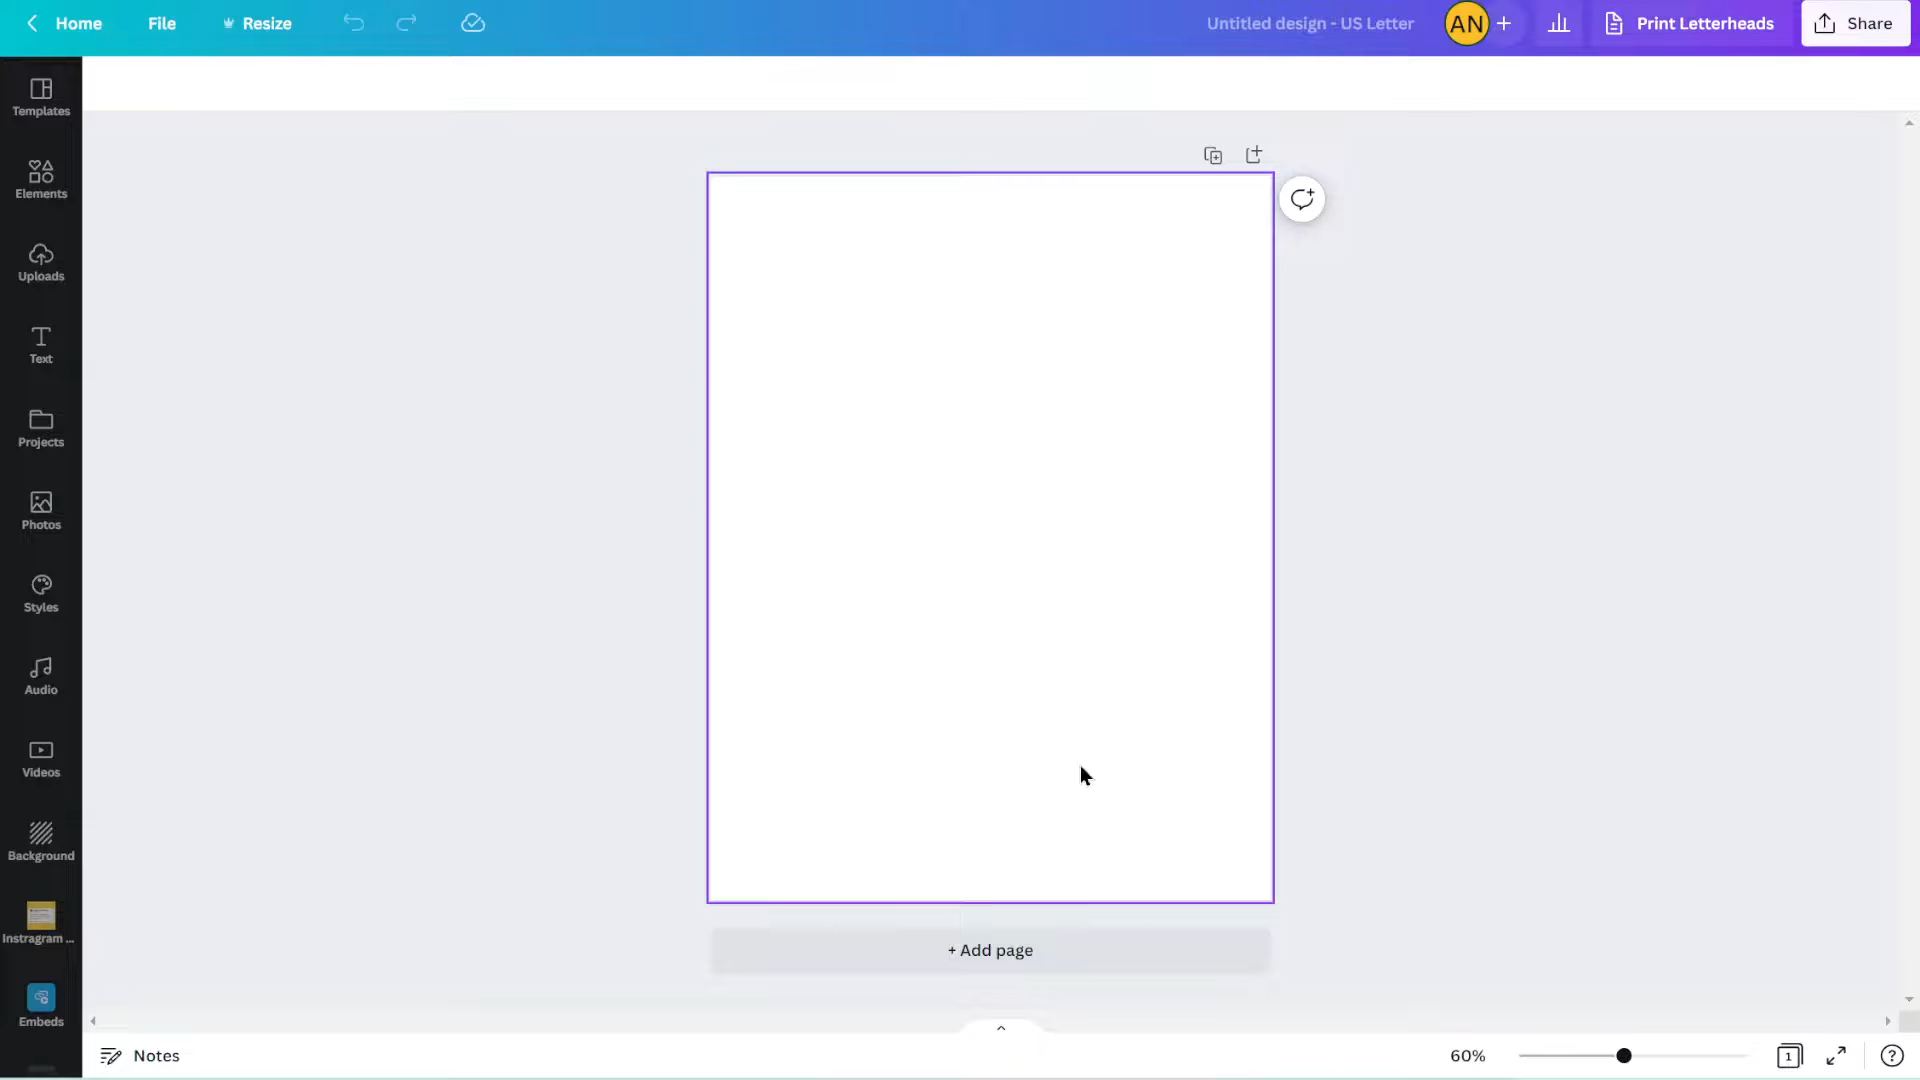 Home File Resize Untitled design - US Letter AN Print Letterheads Share
Templates
Elements
Uploads
Text
Projects
Photos
Styles
Audio
Videos
Background
Instragram ...
Embeds
+ Add page
Notes 60% 1 ?